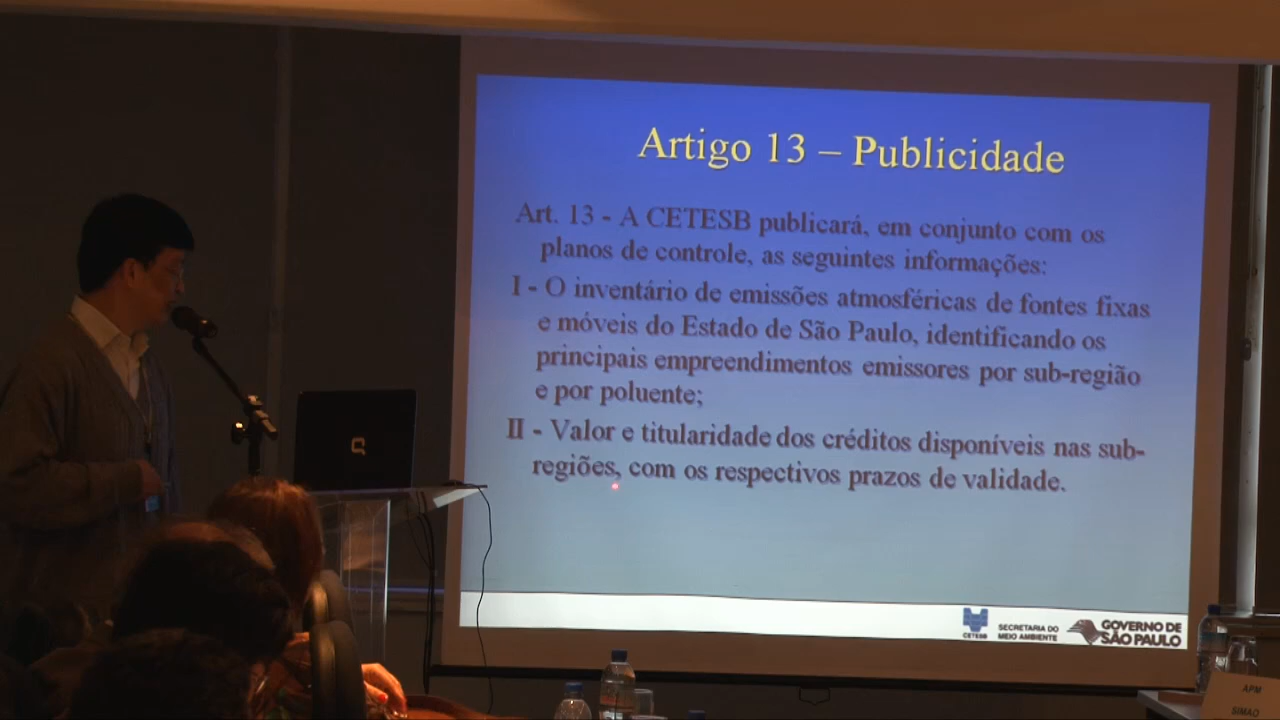 Artigo 13 – Publicidade
Art. 13 - A CETESB publicará, em conjunto com os
planos de controle, as seguintes informações:
I - O inventário de emissões atmosféricas de fontes fixas
e móveis do Estado de São Paulo, identificando os
principais empreendimentos emissores por sub-região
e por poluente;
II - Valor e titularidade dos créditos disponíveis nas sub-
regiões, com os respectivos prazos de validade.
CETESB
SECRETARIA DO
MEIO AMBIENTE
GOVERNO DE
SÃO PAULO
APM
SIMAO